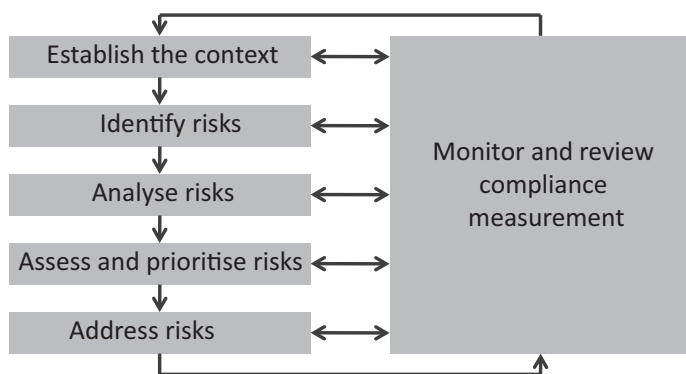 Establish the context
Identify risks
Analyse risks
Assess and prioritise risks
Address risks
Monitor and review
compliance
measurement